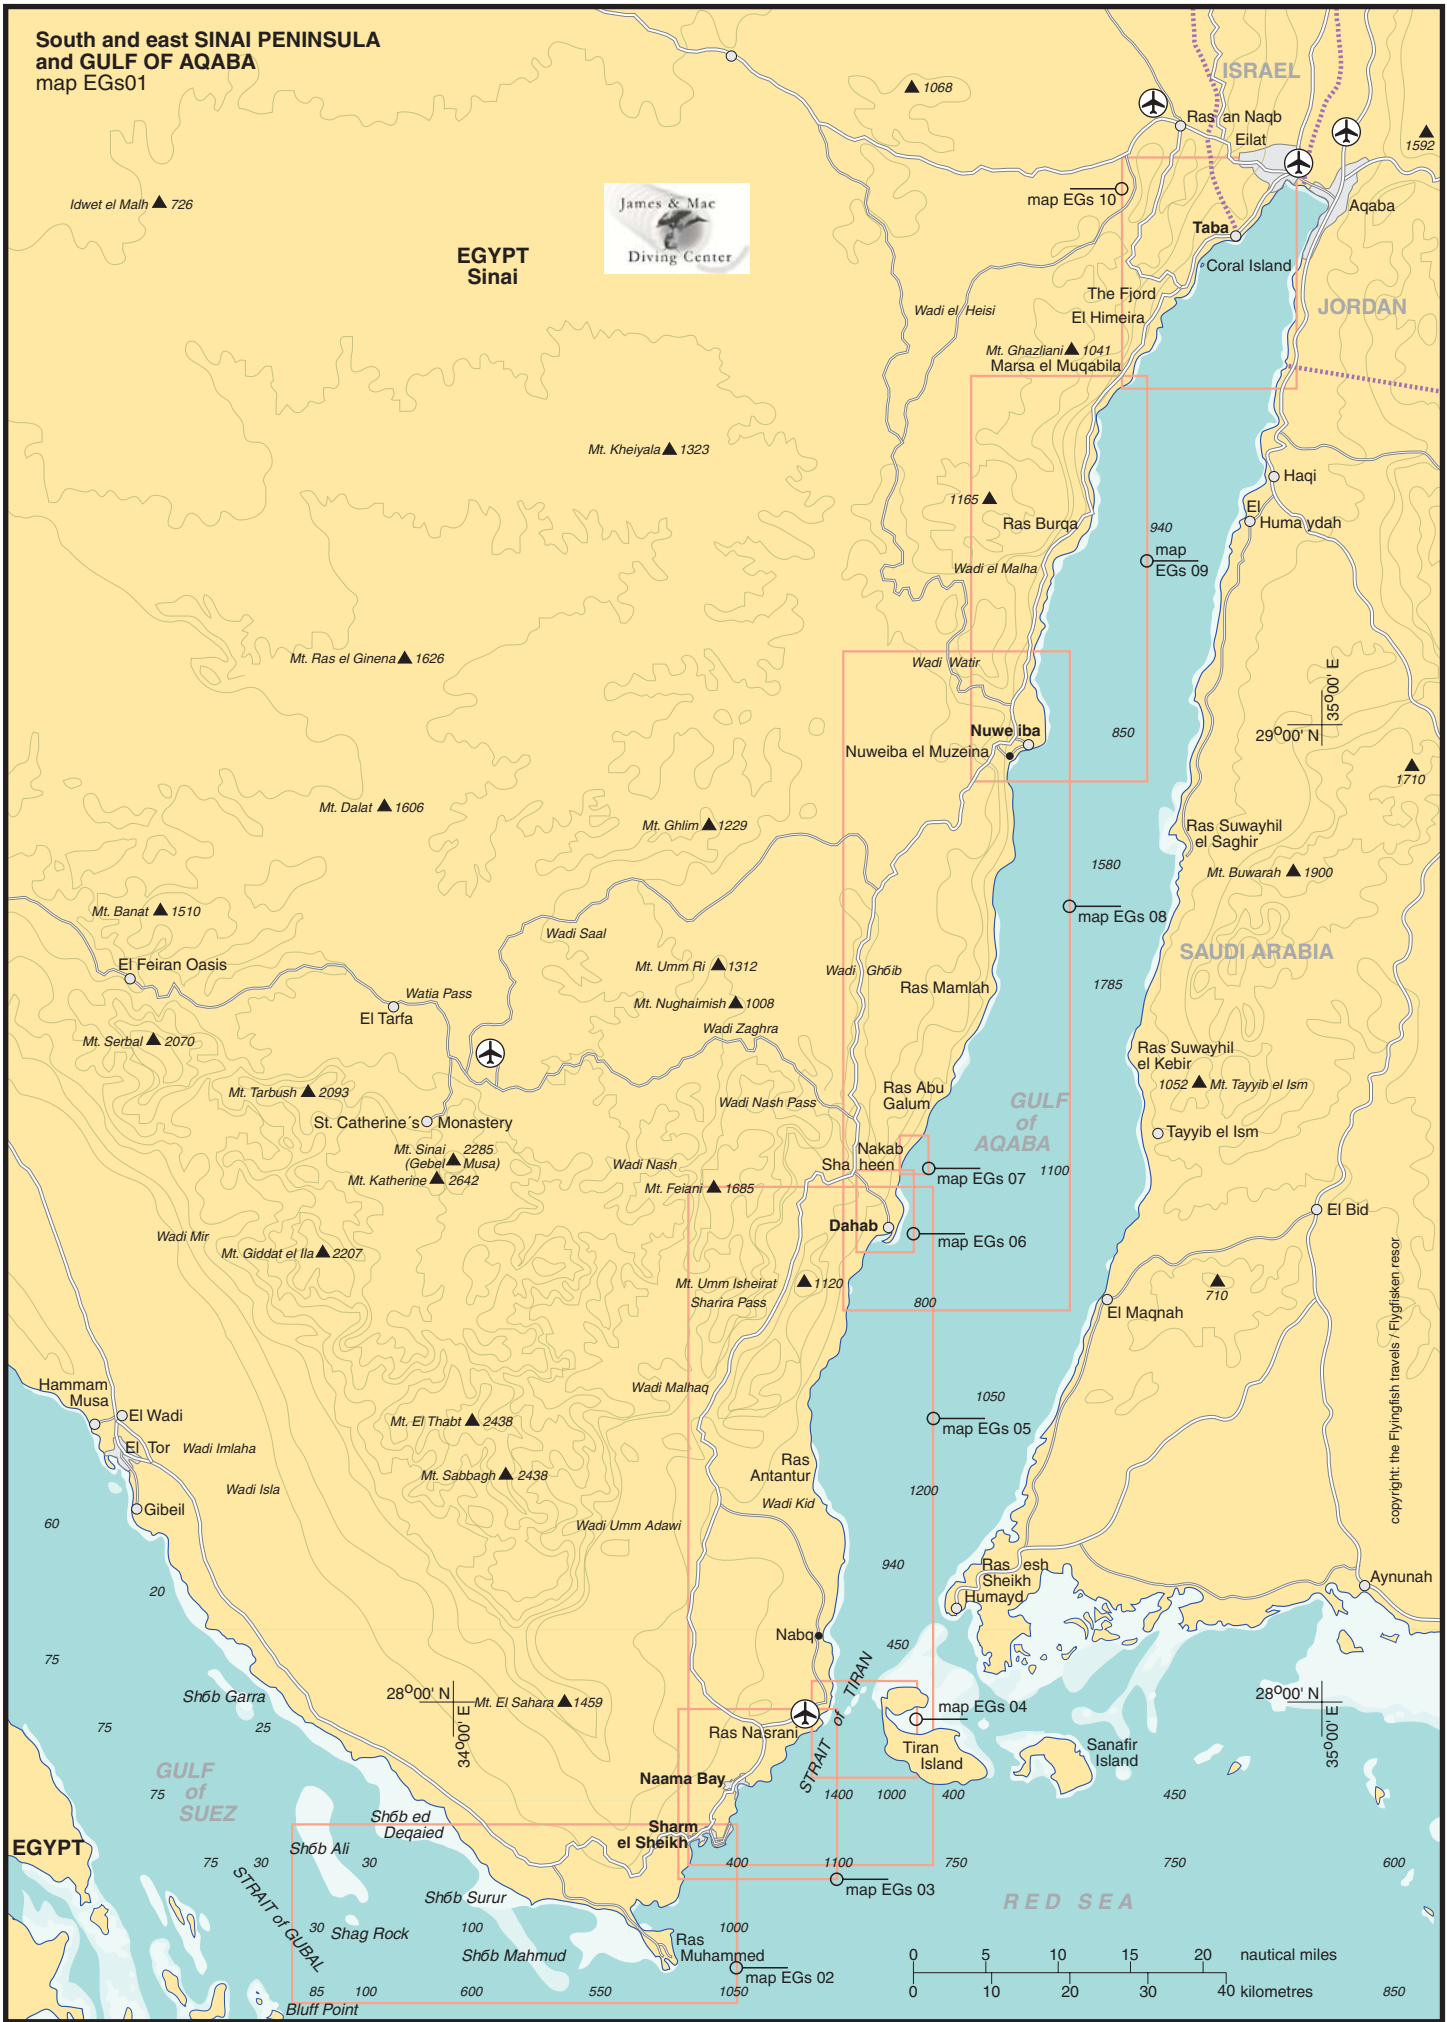 South and east SINAI PENINSULA
and GULF OF AQABA
map EGs01
1068
ISRAEL
Ras an Naqb
Eilat
1592
Idwet el Malh 726
James & Mac
Diving Center
map EGs 10
Aqaba
Taba
EGYPT
Sinai
Coral Island
The Fjord
JORDAN
Wadi el Heisi
El Himeira
Mt. Ghazliani 1041
Marsa el Muqabila
Mt. Kheiyala 1323
Haqi
1165
El
Huma ydah
Ras Burqa
940
map
EGs 09
Wadi el Malha
Mt. Ras el Ginena 1626
Wadi Watir
35°00' E
29°00' N
Nuwe iba
850
Nuweiba el Muzeina
1710
Mt. Dalat 1606
Mt. Ghlim 1229
Ras Suwayhil
el Saghir
1580
Mt. Buwarah 1900
Mt. Banat 1510
map EGs 08
Wadi Saal
SAUDI ARABIA
El Feiran Oasis
Mt. Umm Ri 1312
Wadi Ghóib
Ras Mamlah
1785
Watia Pass
El Tarfa
Mt. Nughaimish 1008
Wadi Zaghra
Mt. Serbal 2070
Ras Suwayhil
el Kebir
1052 Mt. Tayyib el Ism
Mt. Tarbush 2093
Ras Abu
Galum
Wadi Nash Pass
GULF
of
AQABA
St. Catherine´s Monastery
Tayyib el Ism
Mt. Sinai 2285
(Gebel Musa)
Nakab
Sha heen
Wadi Nash
Mt. Katherine 2642
Mt. Feiani 1685
1100
map EGs 07
El Bid
Dahab
Wadi Mir
map EGs 06
Mt. Giddat el Ila 2207
Mt. Umm Isheirat 1120
Sharira Pass
710
800
El Maqnah
copyright: the Flyingfish travels / Flygfisken resor
Hammam
Musa
Wadi Malhaq
1050
El Wadi
Mt. El Thabt 2438
map EGs 05
El Tor
Wadi Imlaha
Ras
Antantur
Mt. Sabbagh 2438
Wadi Isla
1200
Wadi Kid
Gibeil
60
Wadi Umm Adawi
940
Ras esh
Sheikh
Humayd
Aynunah
20
Nabq
450
75
Shób Garra
28°00' N
34°00' E
Mt. El Sahara 1459
STRAIT of TIRAN
map EGs 04
28°00' N
35°00' E
75
25
Ras Nasrani
Tiran
Island
Sanafir
Island
GULF
of
SUEZ
Naama Bay
75
1400
1000
400
450
Shób ed
Deqaied
Sharm
el Sheikh
EGYPT
Shób Ali
75
30
30
400
1100
750
750
600
STRAIT of GUBAL
map EGs 03
Shób Surur
RED SEA
30
Shag Rock
100
1000
Ras
Muhammed
Shób Mahmud
0 5 10 15 20 nautical miles
map EGs 02
85
100
600
550
1050
0 10 20 30 40 kilometres
850
Bluff Point